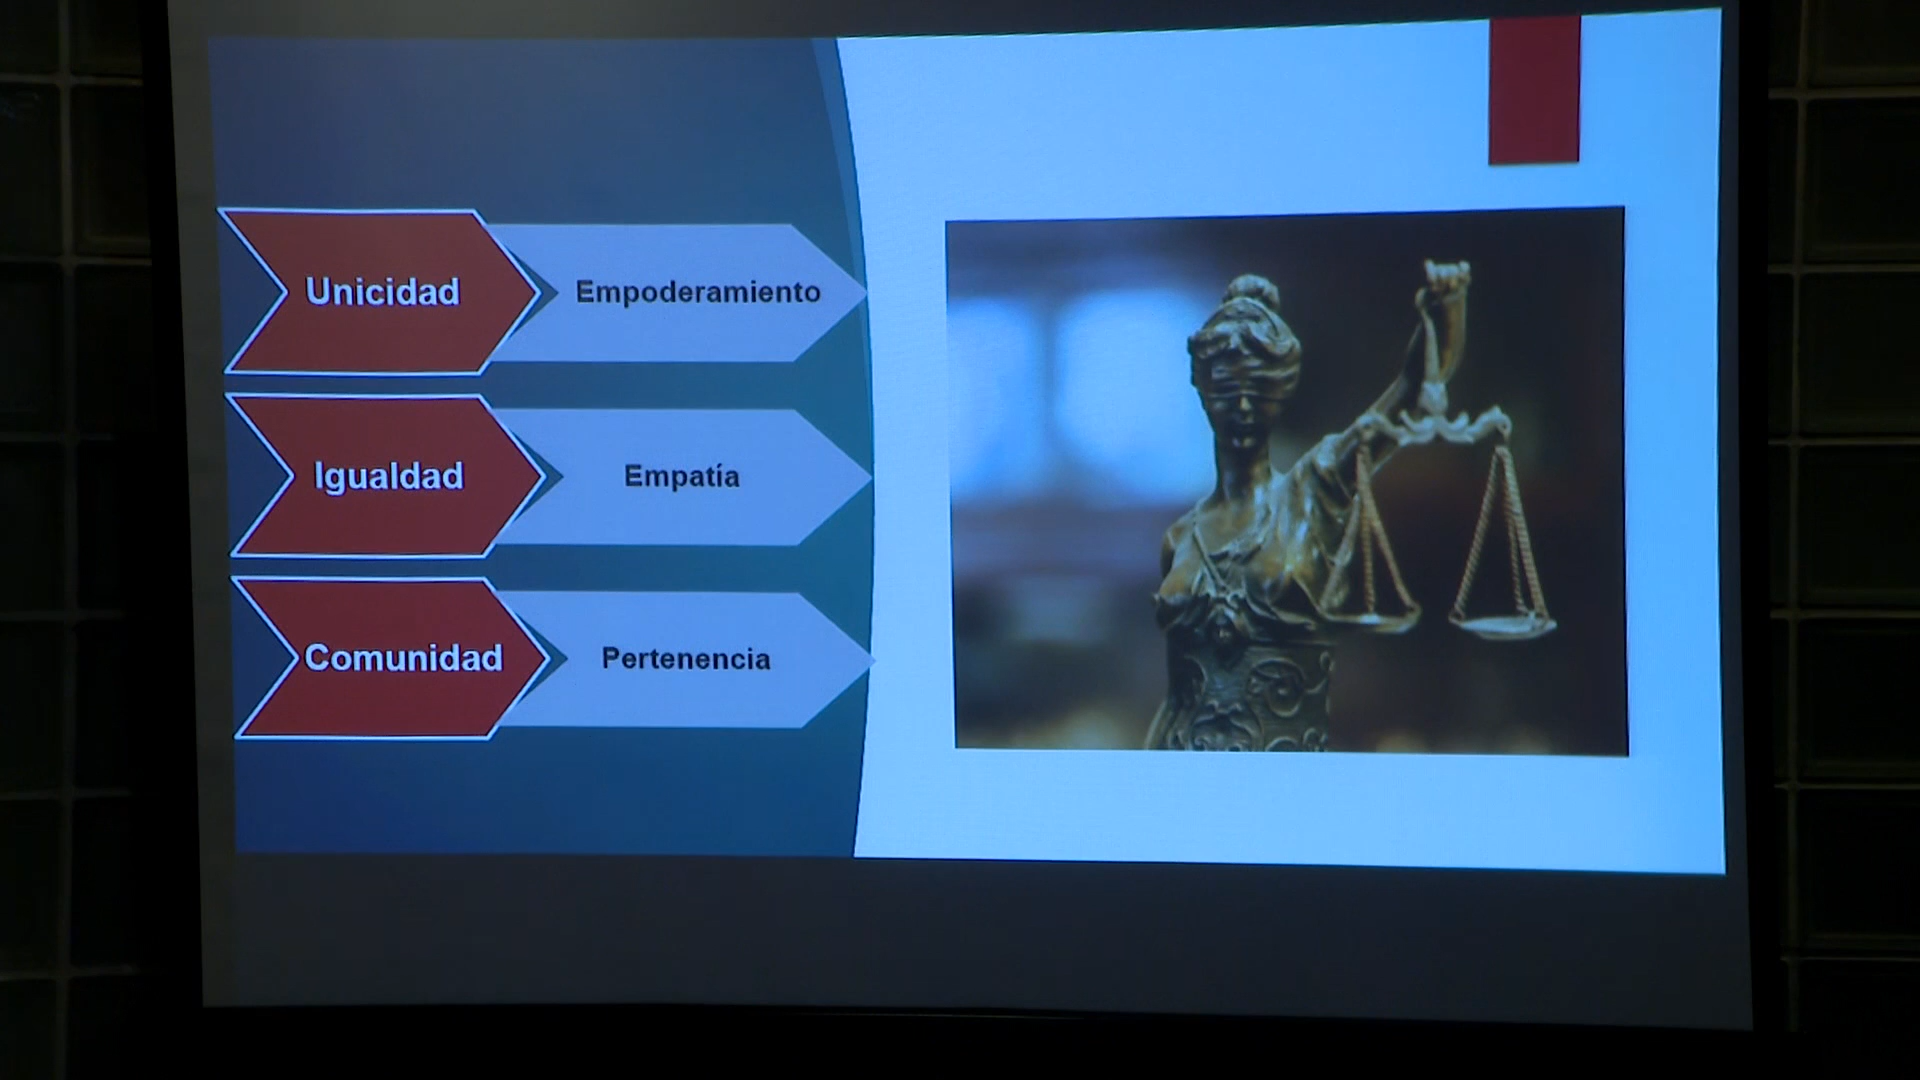 Unicidad
Empoderamiento
Igualdad
Empatía
Comunidad
Pertenencia